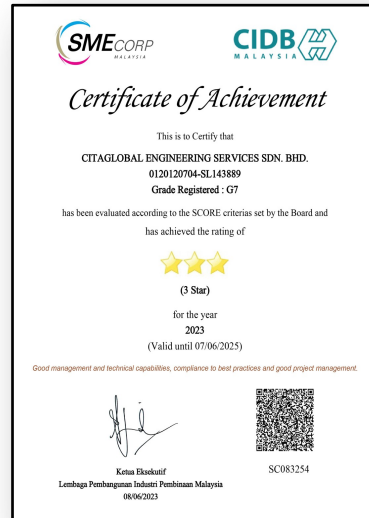 SMECORP
MALAYSIA
CIDB
MALAYSIA
Certificate of Achievement
This is to Certify that
CITAGLOBAL ENGINEERING SERVICES SDN. BHD.
0120120704-SL143889
Grade Registered : G7
has been evaluated according to the SCORE criterias set by the Board and
has achieved the rating of
(3 Star)
for the year
2023
(Valid until 07/06/2025)
Good management and technical capabilities, compliance to best practices and good project management.
Ketua Eksekutif
Lembaga Pembangunan Industri Pembinaan Malaysia
08/06/2023
SC083254